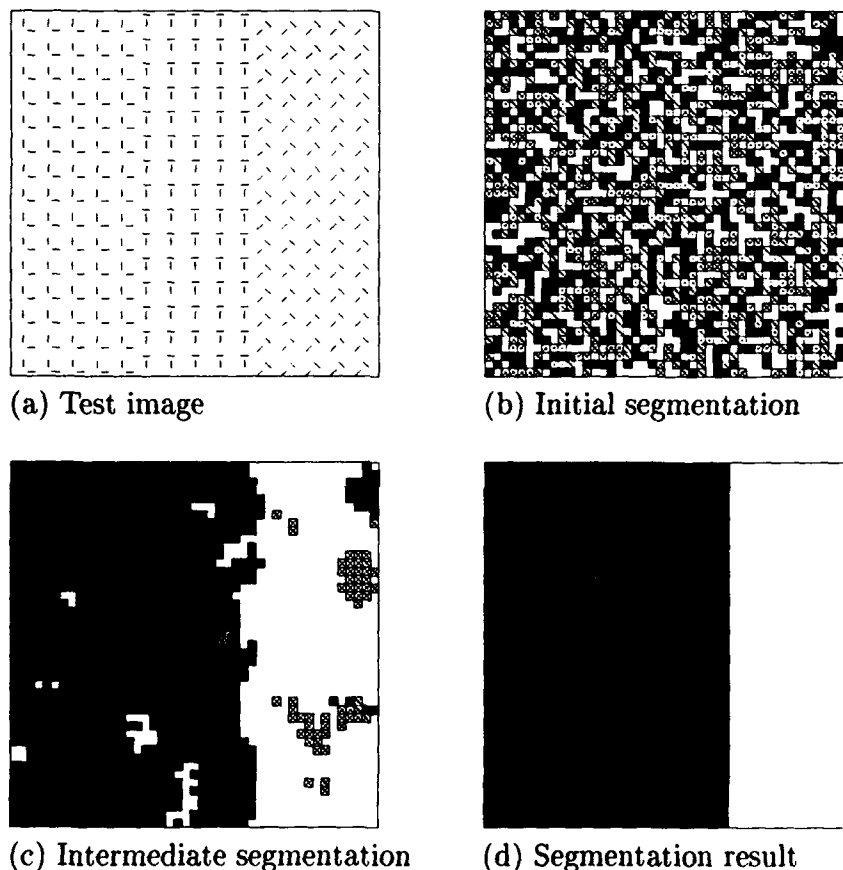 (a) Test image
(b) Initial segmentation
(c) Intermediate segmentation
(d) Segmentation result